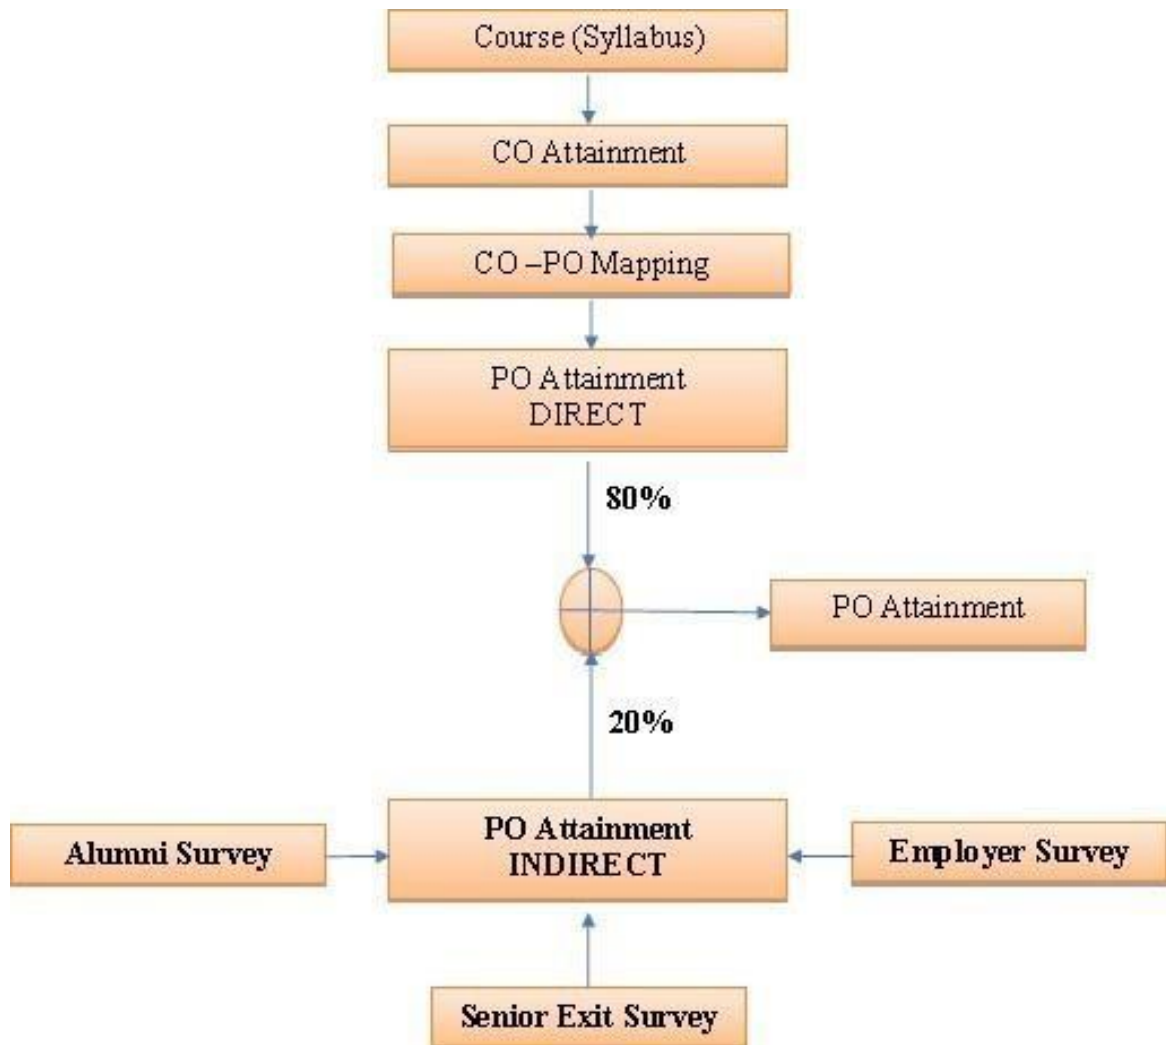 Course (Syllabus)
CO Attainment
CO –PO Mapping
PO Attainment
DIRECT
80%
PO Attainment
20%
PO Attainment
INDIRECT
Alumni Survey
Employer Survey
Senior Exit Survey